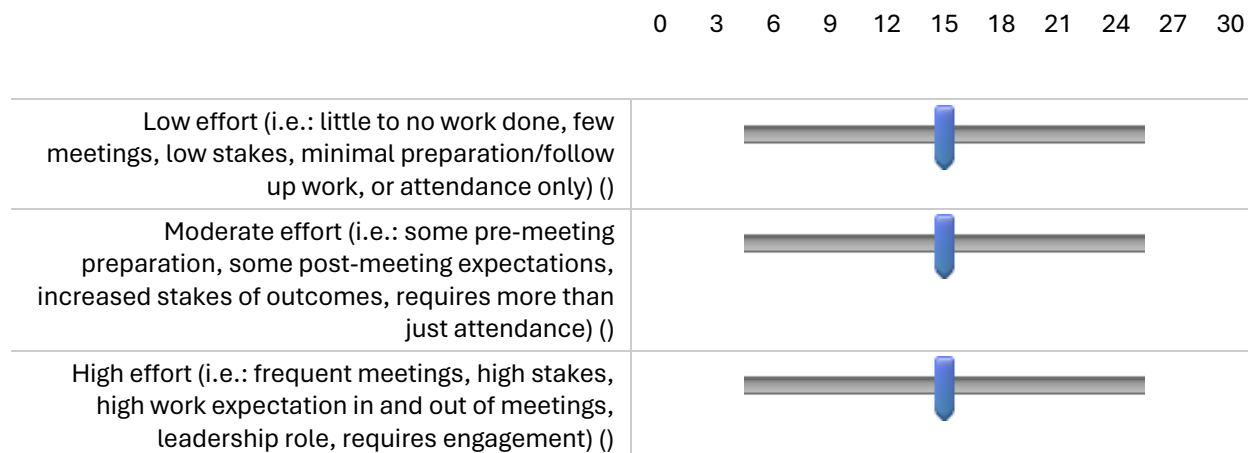 0 3 6 9 12 15 18 21 24 27 30
Low effort (i.e.: little to no work done, few
meetings, low stakes, minimal preparation/follow
up work, or attendance only) ()
Moderate effort (i.e.: some pre-meeting
preparation, some post-meeting expectations,
increased stakes of outcomes, requires more than
just attendance) ()
High effort (i.e.: frequent meetings, high stakes,
high work expectation in and out of meetings,
leadership role, requires engagement) ()